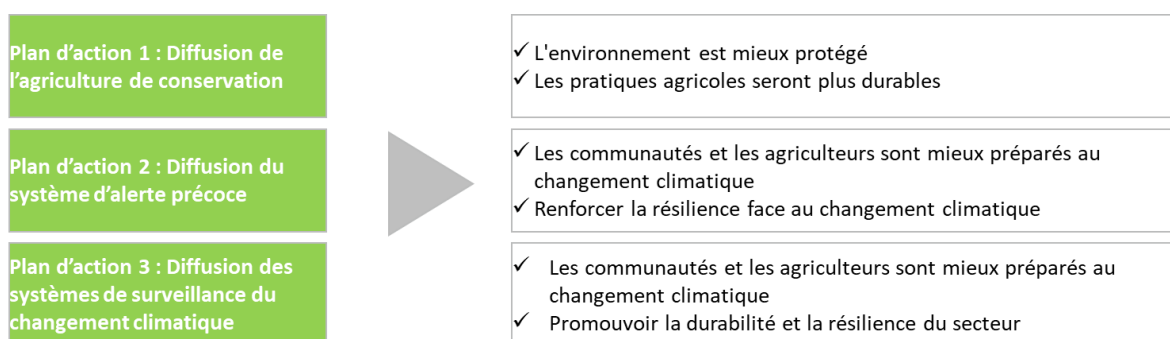 Plan d’action 1 : Diffusion de
l’agriculture de conservation
✓ L'environnement est mieux protégé
✓ Les pratiques agricoles seront plus durables
Plan d’action 2 : Diffusion du
système d’alerte précoce
✓ Les communautés et les agriculteurs sont mieux préparés au
changement climatique
✓ Renforcer la résilience face au changement climatique
Plan d’action 3 : Diffusion des
systèmes de surveillance du
changement climatique
✓ Les communautés et les agriculteurs sont mieux préparés au
changement climatique
✓ Promouvoir la durabilité et la résilience du secteur